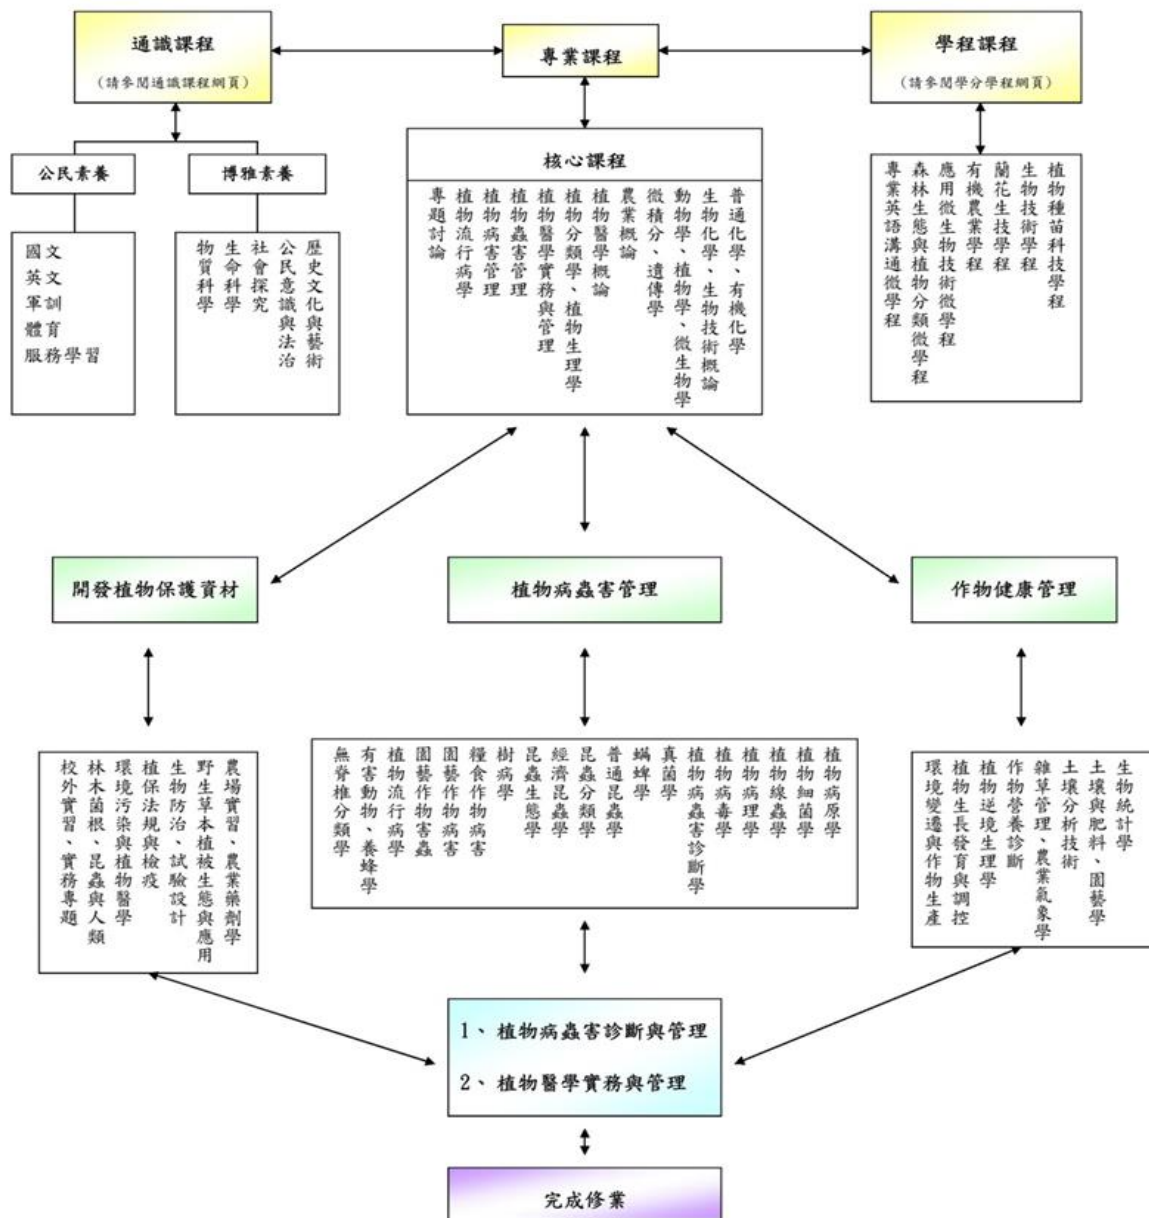 通識課程
(請參閱通識課程網頁)
專業課程
學程課程
(請參閱學分學程網頁)
公民素養
博雅素養
國文
英文
軍訓
體育
服務學習
歷史文化與藝術
公民意識與法治
社會探究
生命科學
物質科學
核心課程
普通化學、有機化學
生物化學、生物技術概論
動物學、植物學、微生物學
微積分、遺傳學
農業概論
植物醫學概論
植物分類學、植物生理學
植物醫學實務與管理
植物蟲害管理
植物病害管理
植物流行病學
專題討論
植物種苗科技學程
生物技術學程
蘭花生技學程
有機農業學程
應用微生物技術微學程
森林生態與植物分類微學程
專業英語溝通微學程
開發植物保護資材
植物病蟲害管理
作物健康管理
農場實習、農業藥劑學
野生草本植被生態與應用
生物防治、試驗設計
植保法規與檢疫
環境污染與植物醫學
林木菌根、昆蟲與人類
校外實習、實務專題
植物病原學
植物細菌學
植物線蟲學
植物病理學
植物病毒學
植物病蟲害診斷學
真菌學
蟎蜱學
普通昆蟲學
昆蟲分類學
經濟昆蟲學
昆蟲生態學
樹病學
糧食作物病害
園藝作物病害
園藝作物害蟲
植物流行病學
有害動物、養蜂學
無脊椎分類學
生物統計學
土壤與肥料、園藝學
土壤分析技術
雜草管理、農業氣象學
作物營養診斷
植物逆境生理學
植物生長發育與調控
環境變遷與作物生產
1、植物病蟲害診斷與管理
2、植物醫學實務與管理
完成修業